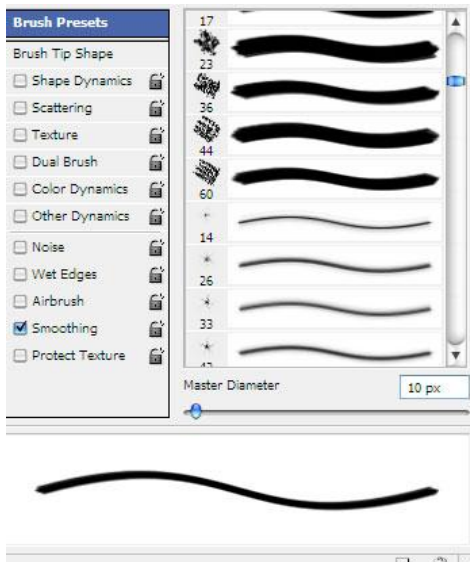 Brush Presets
Brush Tip Shape
Shape Dynamics
Scattering
Texture
Dual Brush
Color Dynamics
Other Dynamics
Noise
Wet Edges
Airbrush
Smoothing
Protect Texture
17
23
36
44
60
14
26
33
Master Diameter
10 px